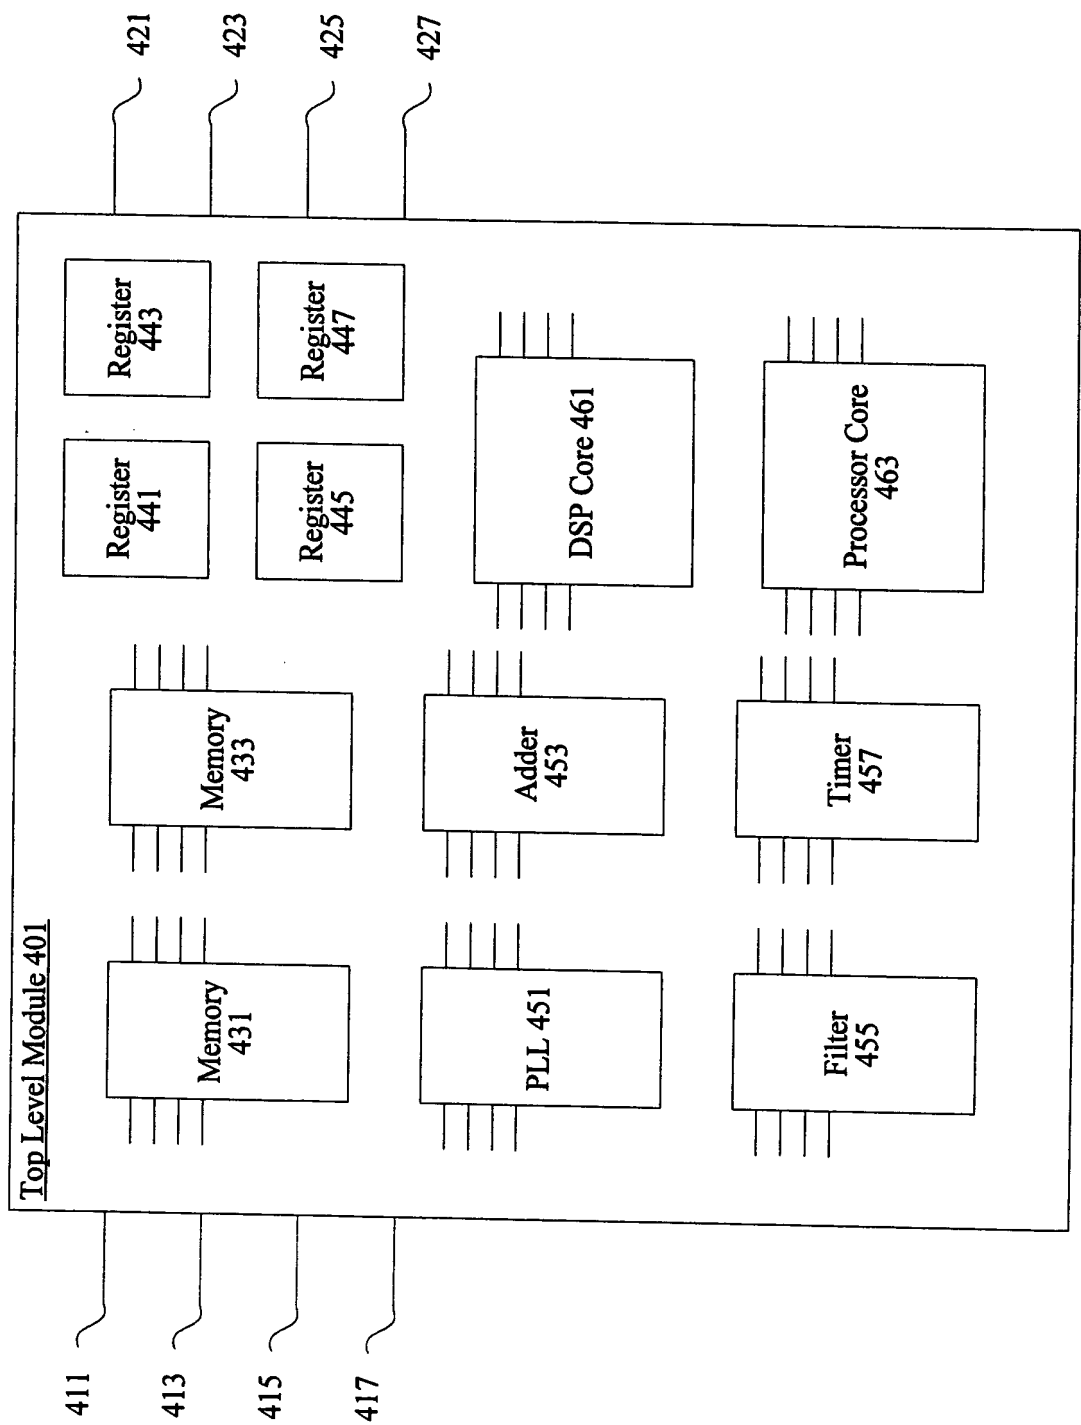 Top Level Module 401
411
413
415
417
421
423
425
427
Memory
431
Memory
433
Register
441
Register
443
Register
445
Register
447
PLL 451
Adder
453
DSP Core 461
Filter
455
Timer
457
Processor Core
463